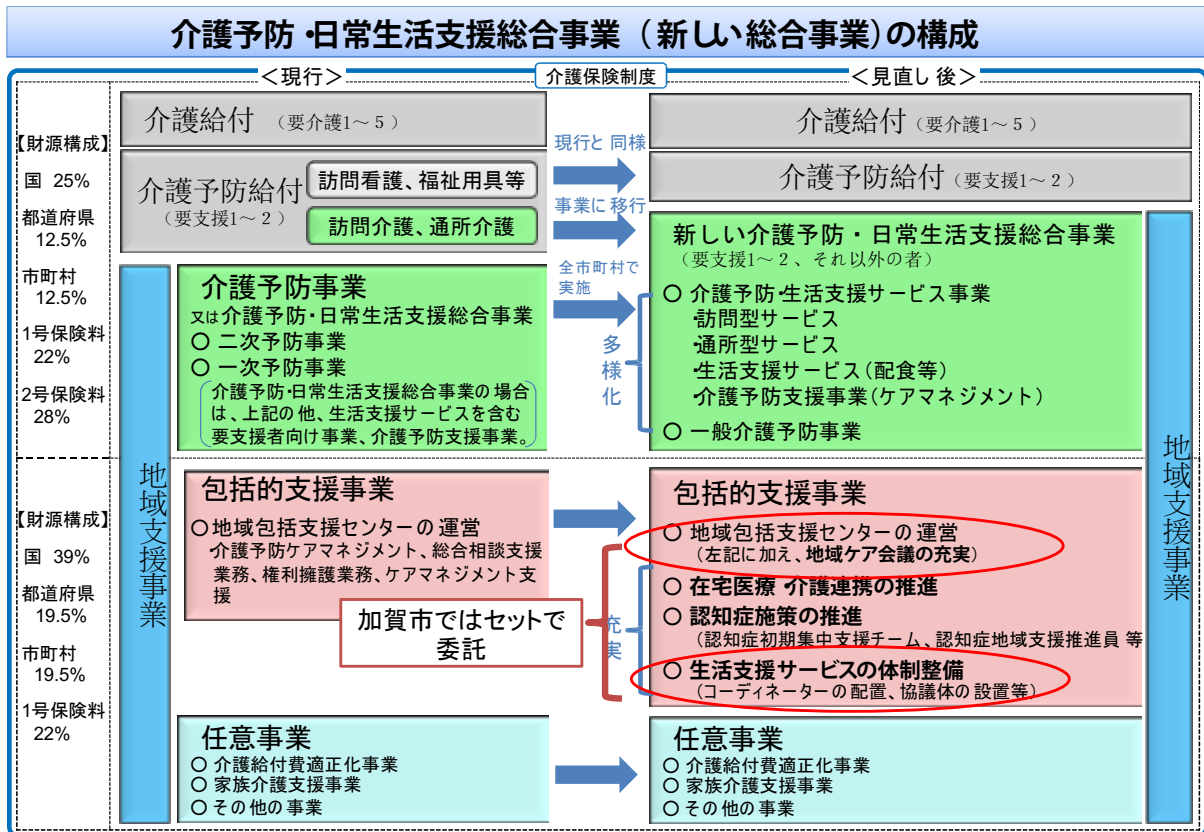 介護予防・日常生活支援総合事業（新しい総合事業）の構成
＜現行＞
介護保険制度
＜見直し後＞
【財源構成】
国 25%
都道府県
12.5%
市町村
12.5%
1号保険料
22%
2号保険料
28%
【財源構成】
国 39%
都道府県
19.5%
市町村
19.5%
1号保険料
22%
介護給付 （要介護1～5）
介護予防給付
（要支援1～2）
訪問看護、福祉用具等
訪問介護、通所介護
地域支援事業
介護予防事業
又は介護予防・日常生活支援総合事業
○ 二次予防事業
○ 一次予防事業
介護予防・日常生活支援総合事業の場合
は、上記の他、生活支援サービスを含む
要支援者向け事業、介護予防支援事業。
包括的支援事業
○地域包括支援センターの運営
・介護予防ケアマネジメント、総合相談支援
業務、権利擁護業務、ケアマネジメント支
援
加賀市ではセットで
委託
任意事業
○ 介護給付費適正化事業
○ 家族介護支援事業
○ その他の事業
現行と同様
事業に移行
全市町村で
実施
多様化
充実
介護給付（要介護1～5）
介護予防給付（要支援1～2）
新しい介護予防・日常生活支援総合事業
（要支援1～2、それ以外の者）
○ 介護予防・生活支援サービス事業
・訪問型サービス
・通所型サービス
・生活支援サービス（配食等）
・介護予防支援事業（ケアマネジメント）
○ 一般介護予防事業
包括的支援事業
○ 地域包括支援センターの運営
（左記に加え、地域ケア会議の充実）
○ 在宅医療・介護連携の推進
○ 認知症施策の推進
（認知症初期集中支援チーム、認知症地域支援推進員 等
○ 生活支援サービスの体制整備
（コーディネーターの配置、協議体の設置等）
任意事業
○ 介護給付費適正化事業
○ 家族介護支援事業
○ その他の事業
地域支援事業